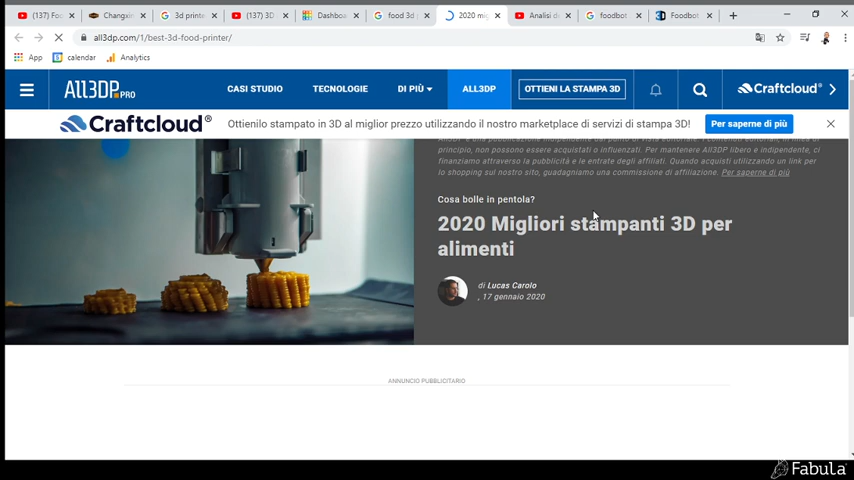 (137) Fo
Changxin
3d printe
(137) 3D
Dashboa
food 3d
2020 mig
Analisi d
foodbot
Foodbot
all3dp.com/1/best-3d-food-printer/
App calendar Analytics
ALL3DP.PRO CASI STUDIO TECNOLOGIE DI PIÙ ALL3DP OTTIENI LA STAMPA 3D Craftcloud®
Craftcloud® Ottienilo stampato in 3D al miglior prezzo utilizzando il nostro marketplace di servizi di stampa 3D! Per saperne di più
principio, non possono essere acquistati o influenzati. Per mantenere All3DP libero e indipendente, ci
finanziamo attraverso la pubblicità e le entrate degli affiliati. Quando acquisti utilizzando un link per
lo shopping sul nostro sito, guadagniamo una commissione di affiliazione. Per saperne di più
Cosa bolle in pentola?
2020 Migliori stampanti 3D per
alimenti
di Lucas Carolo
, 17 gennaio 2020
ANNUNCIO PUBBLICITARIO
Fabula